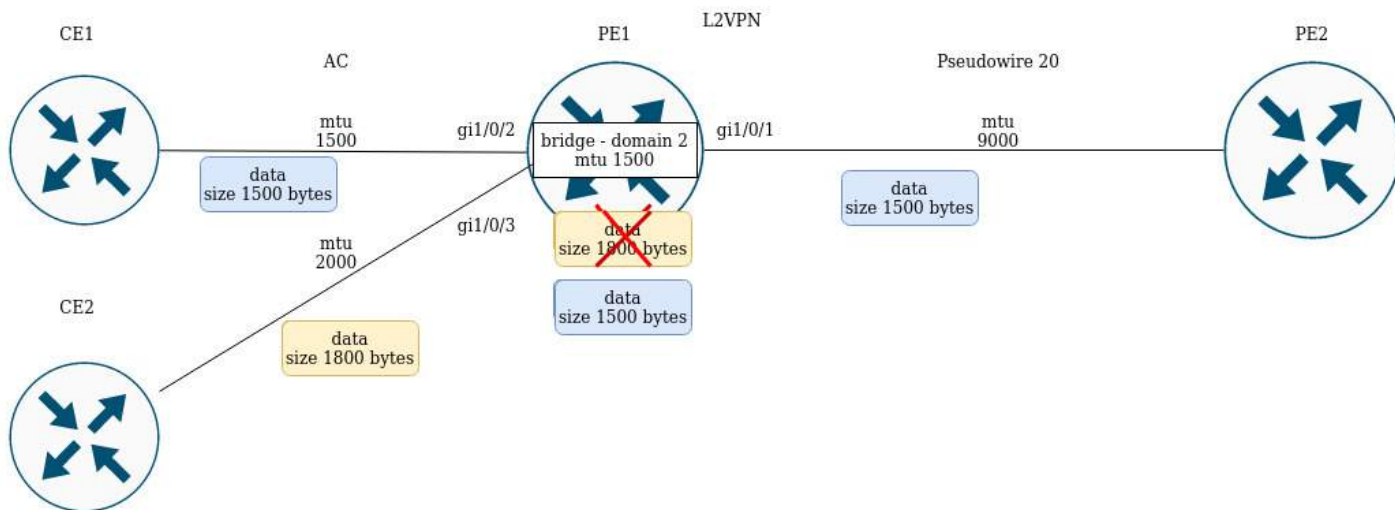 L2VPN
CE1
PE1
PE2
AC
Pseudowire 20
mtu
1500
gi1/0/2
bridge - domain 2
mtu 1500
gi1/0/1
mtu
9000
data
size 1500 bytes
data
size 1500 bytes
gi1/0/3
data
size 1800 bytes
mtu
2000
data
size 1500 bytes
CE2
data
size 1800 bytes